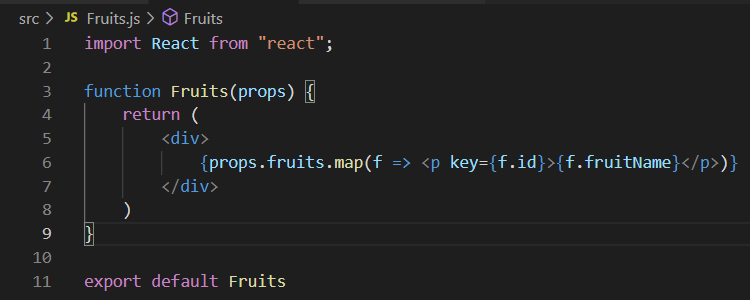 src > JS Fruits.js > Fruits
1 import React from "react";
2
3 function Fruits(props) {
4     return (
5         <div>
6             {props.fruits.map(f => <p key={f.id}>{f.fruitName}</p>)}
7         </div>
8     )
9 }
10
11 export default Fruits